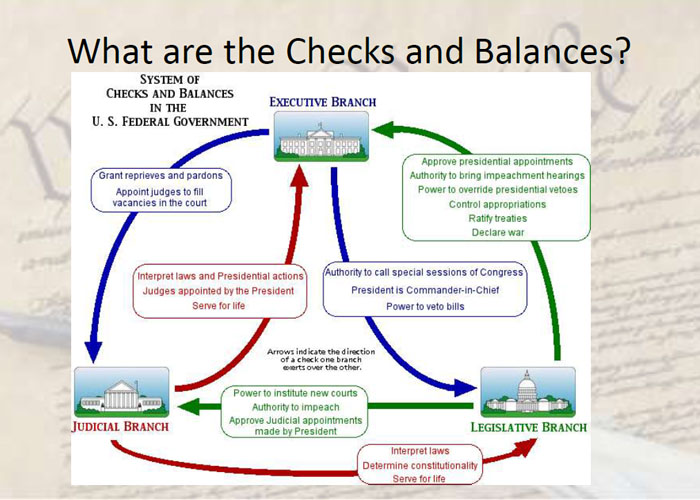 What are the Checks and Balances?
SYSTEM OF
CHECKS AND BALANCES
IN THE
U. S. FEDERAL GOVERNMENT
EXECUTIVE BRANCH
Grant reprieves and pardons
Appoint judges to fill
vacancies in the court
Approve presidential appointments
Authority to bring impeachment hearings
Power to override presidential vetoes
Control appropriations
Ratify treaties
Declare war
Interpret laws and Presidential actions
Judges appointed by the President
Serve for life
Authority to call special sessions of Congress
President is Commander-in-Chief
Power to veto bills
Arrows indicate the direction
of a check one branch
exerts over the other.
JUDICIAL BRANCH
Power to institute new courts
Authority to impeach
Approve Judicial appointments
made by President
LEGISLATIVE BRANCH
Interpret laws
Determine constitutionality
Serve for life